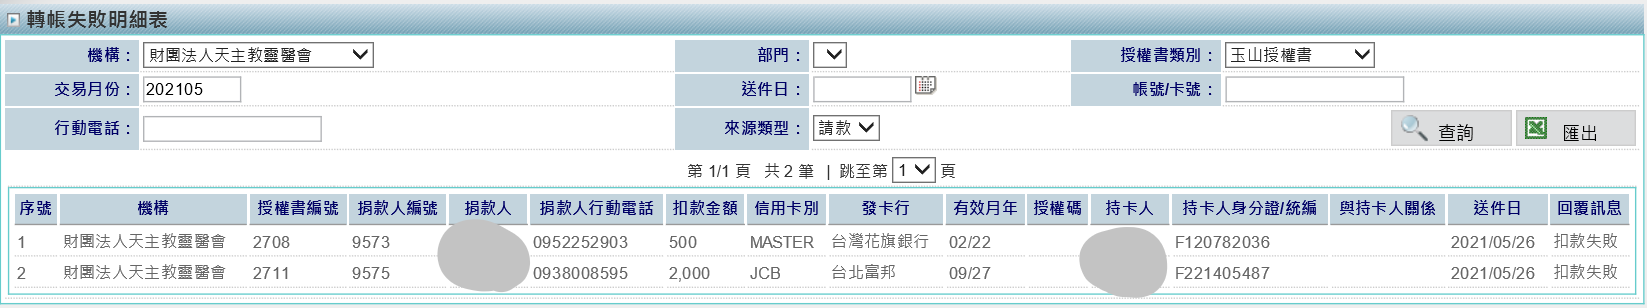 轉帳失敗明細表
機構： 財團法人天主教靈醫會 部門： 授權書類別： 玉山授權書
交易月份： 202105 送件日： 帳號/卡號：
行動電話： 來源類型： 請款 查詢 匯出
第 1/1 頁 共 2 筆 | 跳至第 1 頁
序號 機構 授權書編號 捐款人編號 捐款人 捐款人行動電話 扣款金額 信用卡別 發卡行 有效月年 授權碼 持卡人 持卡人身分證/統編 與持卡人關係 送件日 回覆訊息
1 財團法人天主教靈醫會 2708 9573 0952252903 500 MASTER 台灣花旗銀行 02/22 F120782036 2021/05/26 扣款失敗
2 財團法人天主教靈醫會 2711 9575 0938008595 2,000 JCB 台北富邦 09/27 F221405487 2021/05/26 扣款失敗